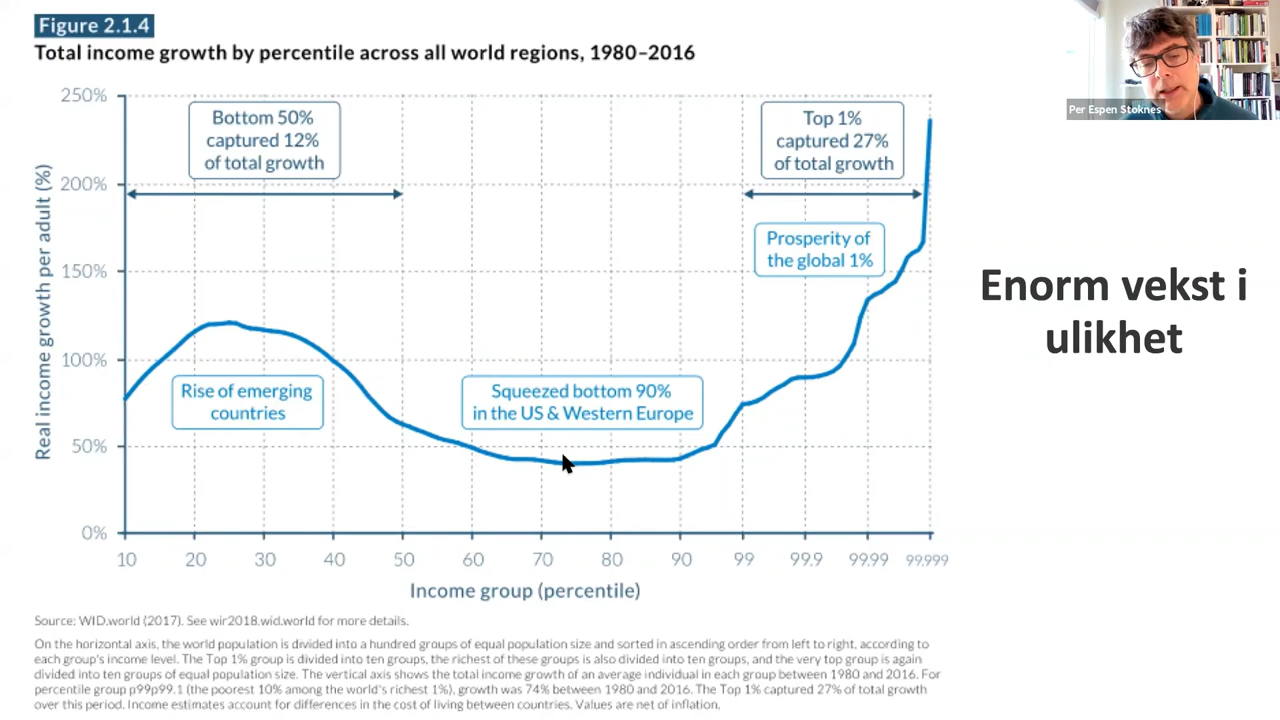 Figure 2.1.4
Total income growth by percentile across all world regions, 1980–2016
Per Espen Stoknes
250%
200%
150%
100%
50%
0%
Real income growth per adult (%)
Bottom 50%
captured 12%
of total growth
Top 1%
captured 27%
of total growth
Prosperity of
the global 1%
Rise of emerging
countries
Squeezed bottom 90%
in the US & Western Europe
10 20 30 40 50 60 70 80 90 99 99.9 99.99 99.999
Income group (percentile)
Enorm vekst i
ulikhet
Source: WID.world (2017). See wir2018.wid.world for more details.
On the horizontal axis, the world population is divided into a hundred groups of equal population size and sorted in ascending order from left to right, according to
each group's income level. The Top 1% group is divided into ten groups, the richest of these groups is also divided into ten groups, and the very top group is again
divided into ten groups of equal population size. The vertical axis shows the total income growth of an average individual in each group between 1980 and 2016. For
percentile group p99p99.1 (the poorest 10% among the world's richest 1%), growth was 74% between 1980 and 2016. The Top 1% captured 27% of total growth
over this period. Income estimates account for differences in the cost of living between countries. Values are net of inflation.